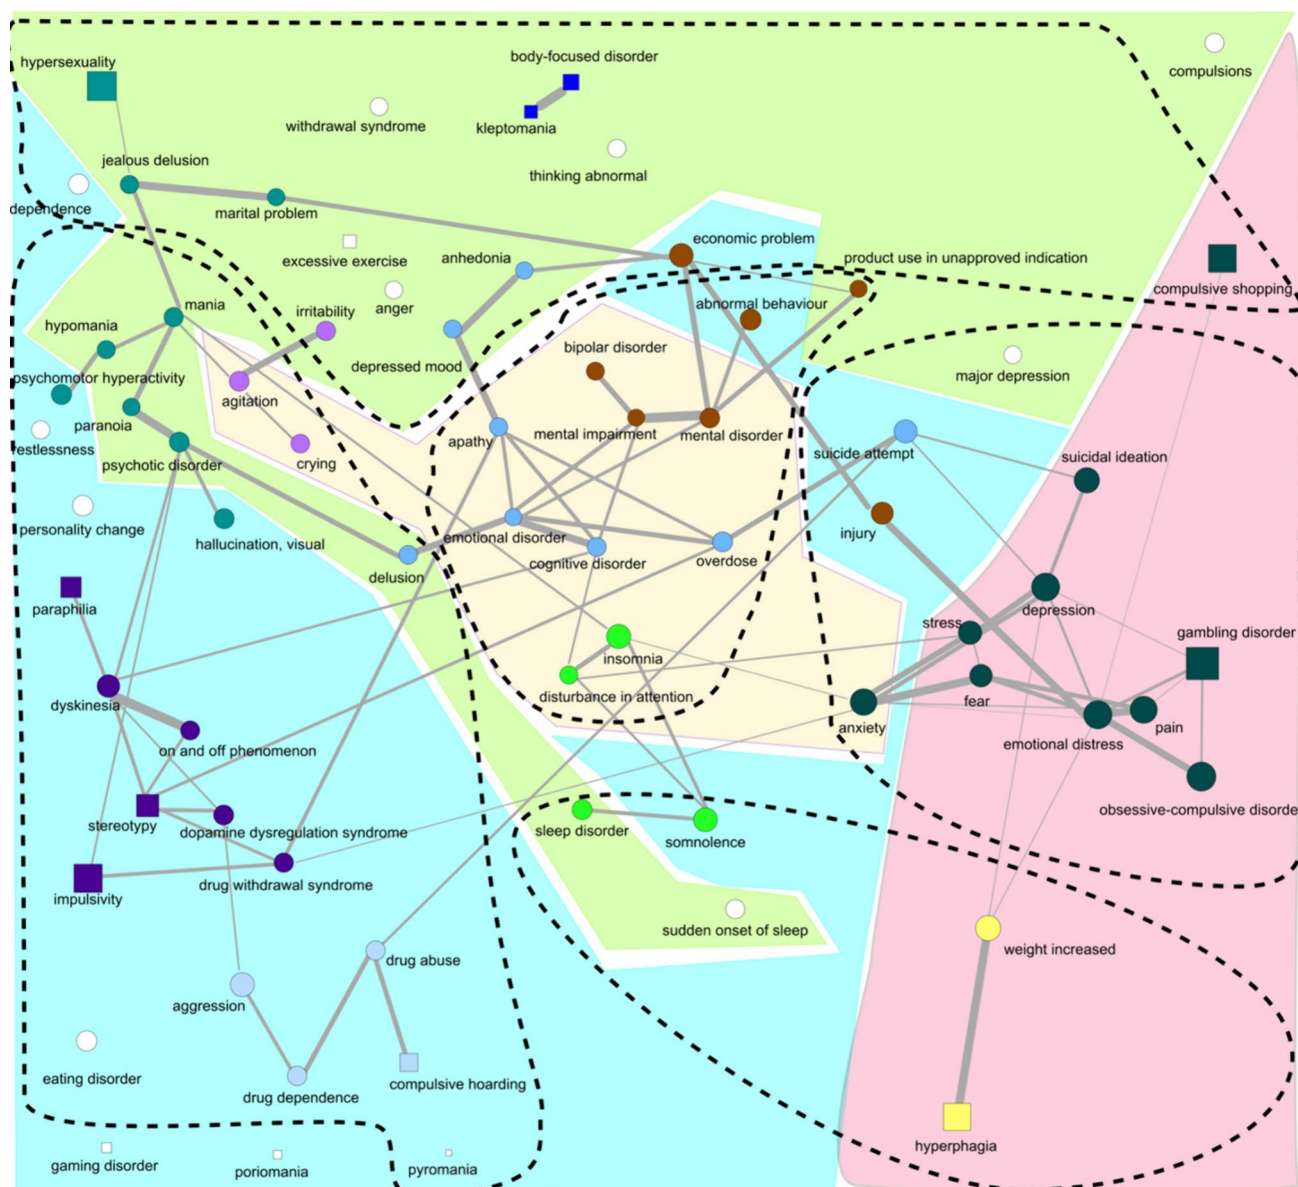 body-focused disorder
hypersexuality
compulsions
withdrawal syndrome
kleptomania
jealous delusion
thinking abnormal
dependence
marital problem
economic problem
excessive exercise
anhedonia
product use in unapproved indication
compulsive shopping
mania
anger
abnormal behaviour
irritability
hypomania
bipolar disorder
depressed mood
psychomotor hyperactivity
major depression
agitation
paranoia
mental impairment
mental disorder
apathy
restlessness
psychotic disorder
crying
suicide attempt
suicidal ideation
personality change
injury
hallucination, visual
emotional disorder
cognitive disorder
overdose
delusion
paraphilia
depression
stress
gambling disorder
insomnia
disturbance in attention
dyskinesia
fear
anxiety
pain
emotional distress
on and off phenomenon
obsessive-compulsive disorde
stereotypy
dopamine dysregulation syndrome
sleep disorder
somnolence
drug withdrawal syndrome
impulsivity
sudden onset of sleep
weight increased
drug abuse
aggression
eating disorder
compulsive hoarding
drug dependence
hyperphagia
gaming disorder
poriomania
pyromania